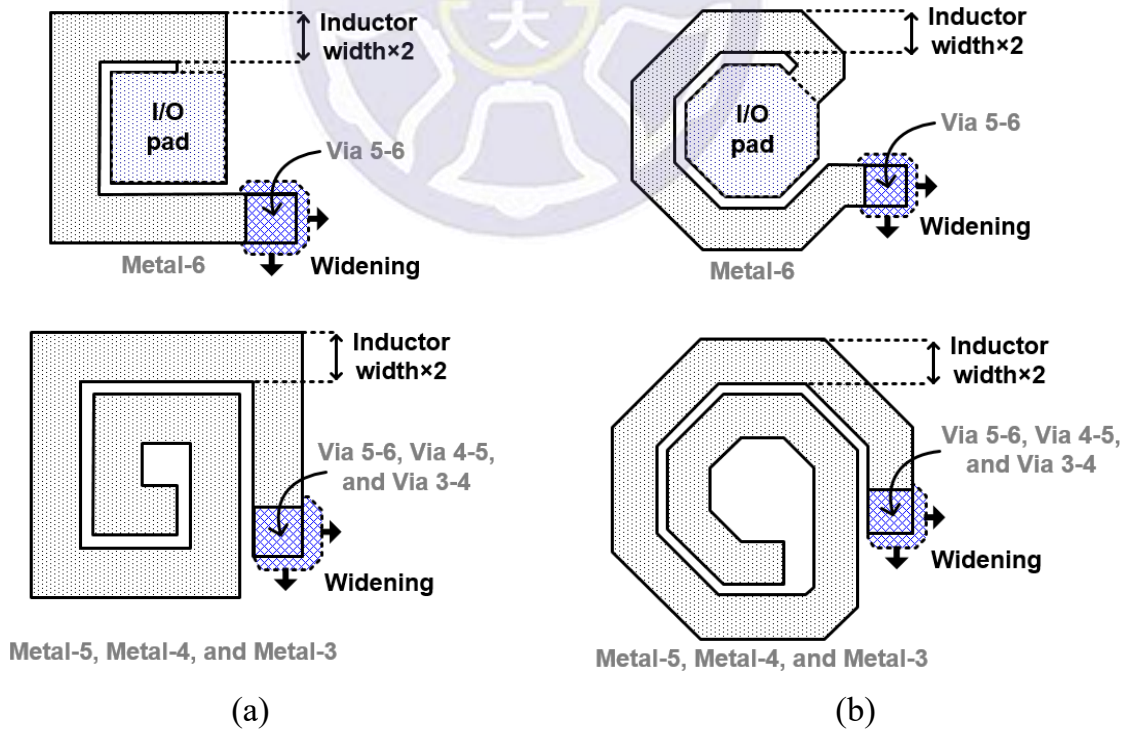 Inductor
width×2
I/O
pad
Via 5-6
Widening
Metal-6
大
Inductor
width×2
I/O
pad
Via 5-6
Widening
Metal-6
Inductor
width×2
Via 5-6, Via 4-5,
and Via 3-4
Widening
Metal-5, Metal-4, and Metal-3
Inductor
width×2
Via 5-6, Via 4-5,
and Via 3-4
Widening
Metal-5, Metal-4, and Metal-3
(a)
(b)